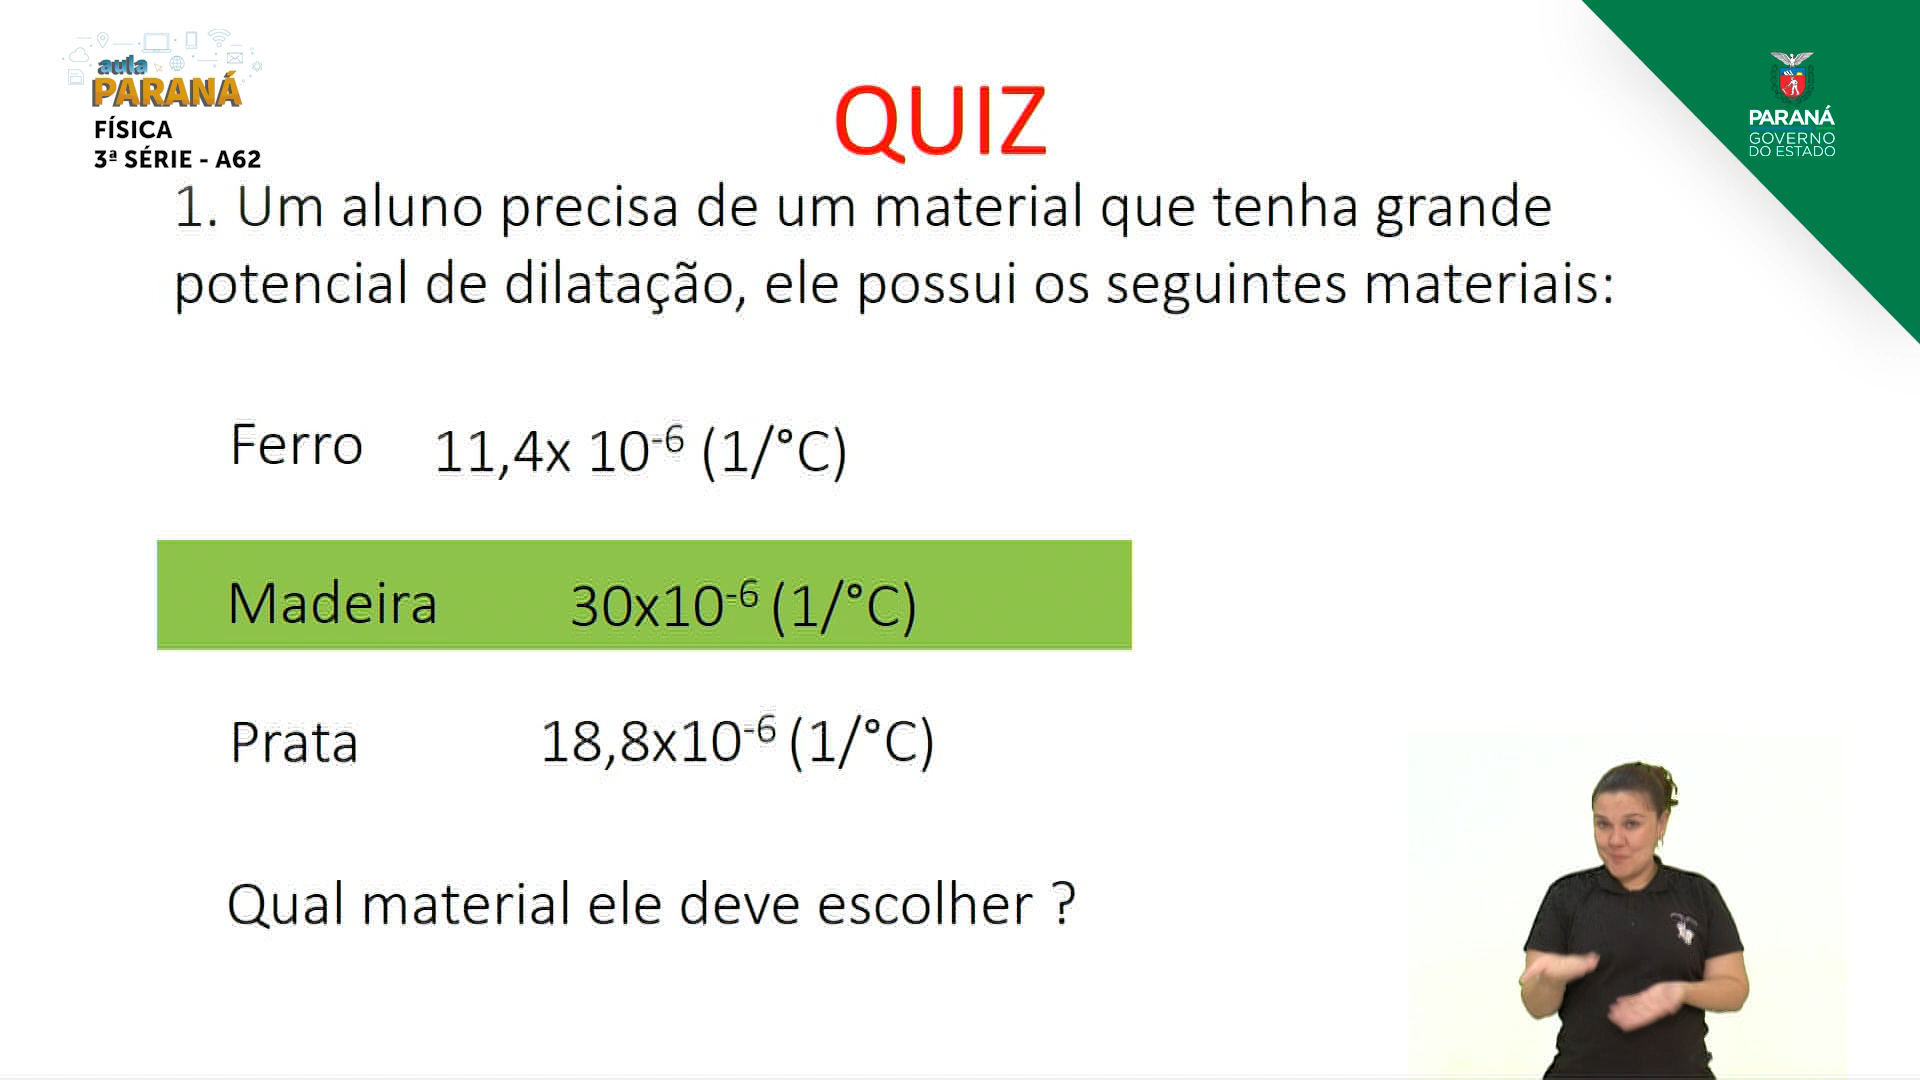 aula
PARANÁ
FÍSICA
3ª SÉRIE - A62
PARANÁ
GOVERNO
DO ESTADO
QUIZ
1. Um aluno precisa de um material que tenha grande
potencial de dilatação, ele possui os seguintes materiais:
Ferro 11,4x 10⁻⁶ (1/°C)
Madeira 30x10⁻⁶ (1/°C)
Prata 18,8x10⁻⁶ (1/°C)
Qual material ele deve escolher ?